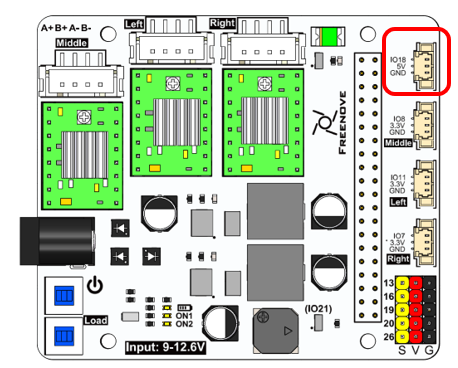 A+B+A-B-
Middle
Left
Right
FREENOVE
IO18
5V
GND
IO8
3.3V
GND
Middle
IO11
3.3V
GND
Left
IO7
3.3V
GND
Right
Load
ON1
ON2
Input: 9-12.6V
(IO21)
13
16
19
20
26
S V G